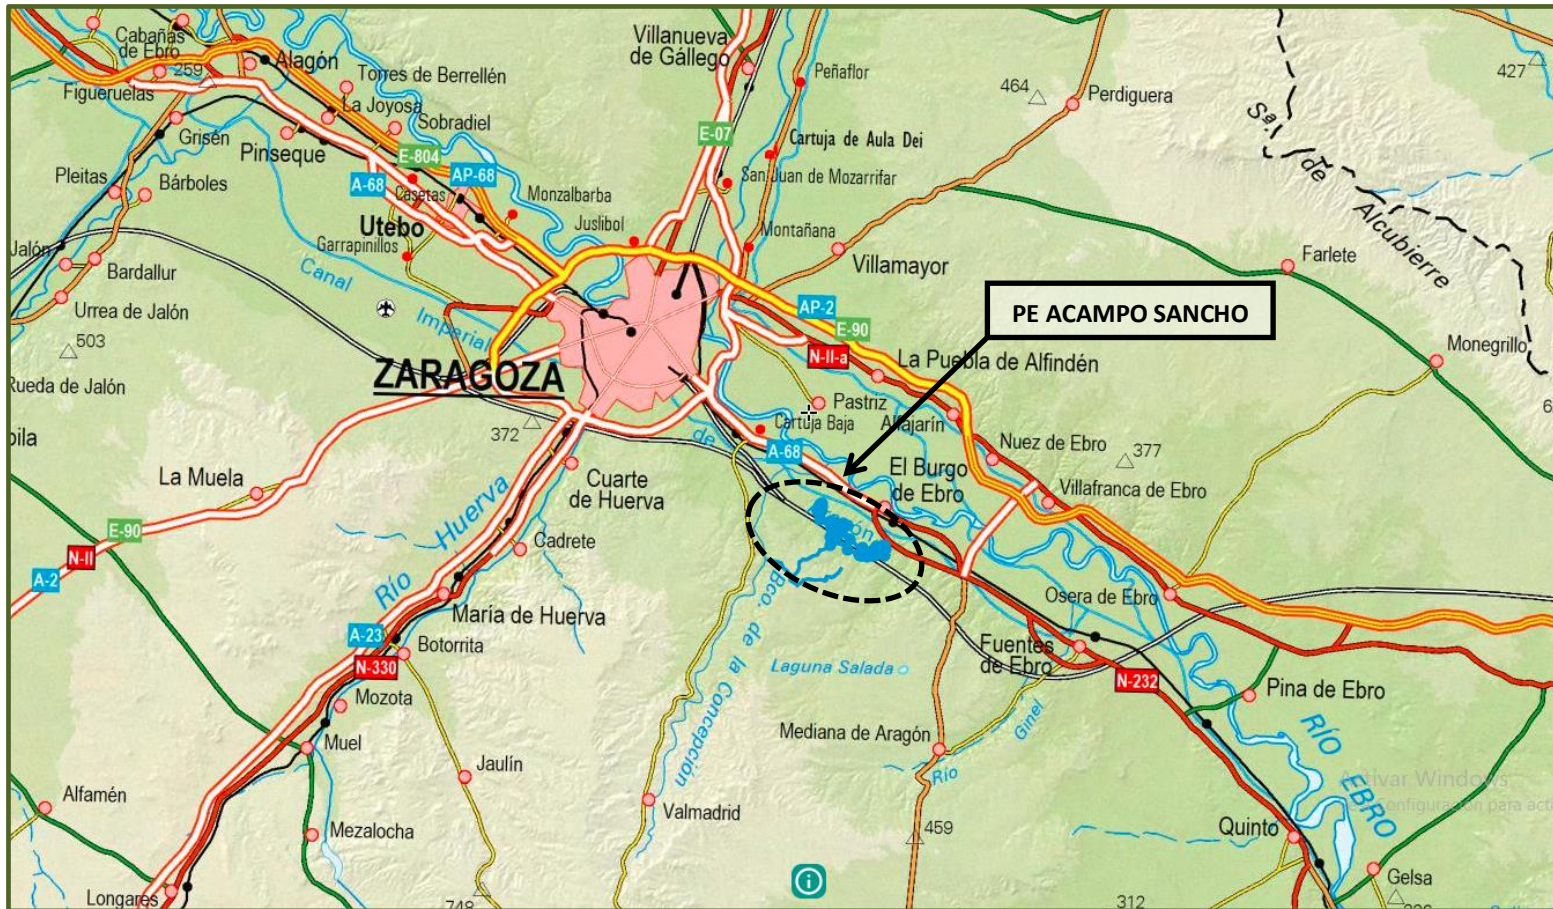 Cabañas
de Ebro
Alagón
259
Figueruelas
Torres de Berrellén
La Joyosa
Grisén
Sobradiel
Pinseque
E-804
Pleitas
Bárboles
A-68
AP-68
Casetas
Monzalbarba
Utebo
Garrapinillos
Juslibol
Jalón
Bardallur
Urrea de Jalón
503
Rueda de Jalón
Canal
Imperial
de
Villanueva
de Gállego
Peñaflor
E-07
Cartuja de Aula Dei
San Juan de Mozarrifar
Montañana
Villamayor
464
Perdiguera
427
Sª.
de
Alcubierre
Farlete
Monegrillo
PE ACAMPO SANCHO
AP-2
E-90
N-II-a
La Puebla de Alfindén
ZARAGOZA
Pastriz
Cartuja Baja
Alfajarín
Nuez de Ebro
377
372
A-68
El Burgo
de Ebro
Villafranca de Ebro
La Muela
Cuarte
de Huerva
Río
Huerva
E-90
N-II
A-2
Cadrete
María de Huerva
A-23
N-330
Botorrita
Mozota
Muel
Jaulín
Alfamén
Mezalocha
Longares
748
Bco. de la Concepción
Laguna Salada
Osera de Ebro
Fuentes
de Ebro
N-232
Pina de Ebro
Mediana de Aragón
Río
Ginel
Valmadrid
459
RÍO
EBRO
Quinto
Gelsa
312
Activar Windows